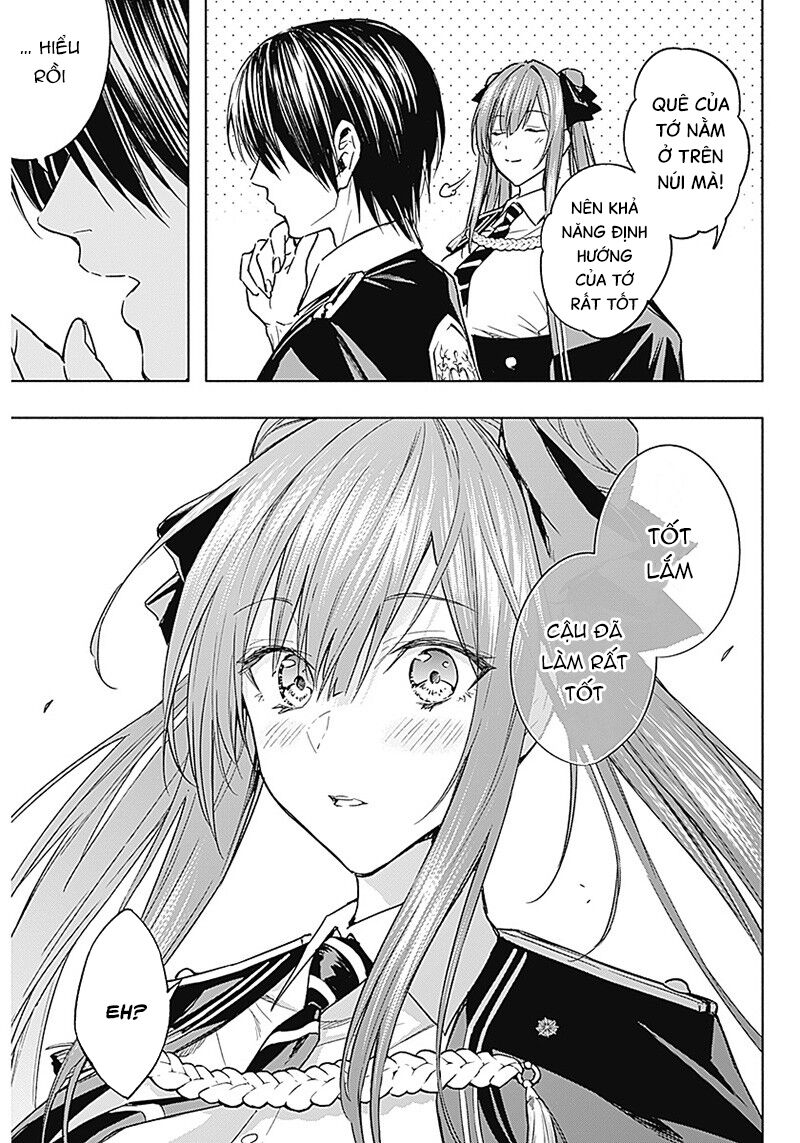 QUÊ CỦA
TỚ NẰM
Ở TRÊN
NÚI MÀ!
NÊN KHẢ
NĂNG ĐỊNH
HƯỚNG
CỦA TỚ
RẤT TỐT
... HIỂU
RỒI
TỐT
LẮM
CẬU ĐÃ
LÀM RẤT
TỐT
EH?